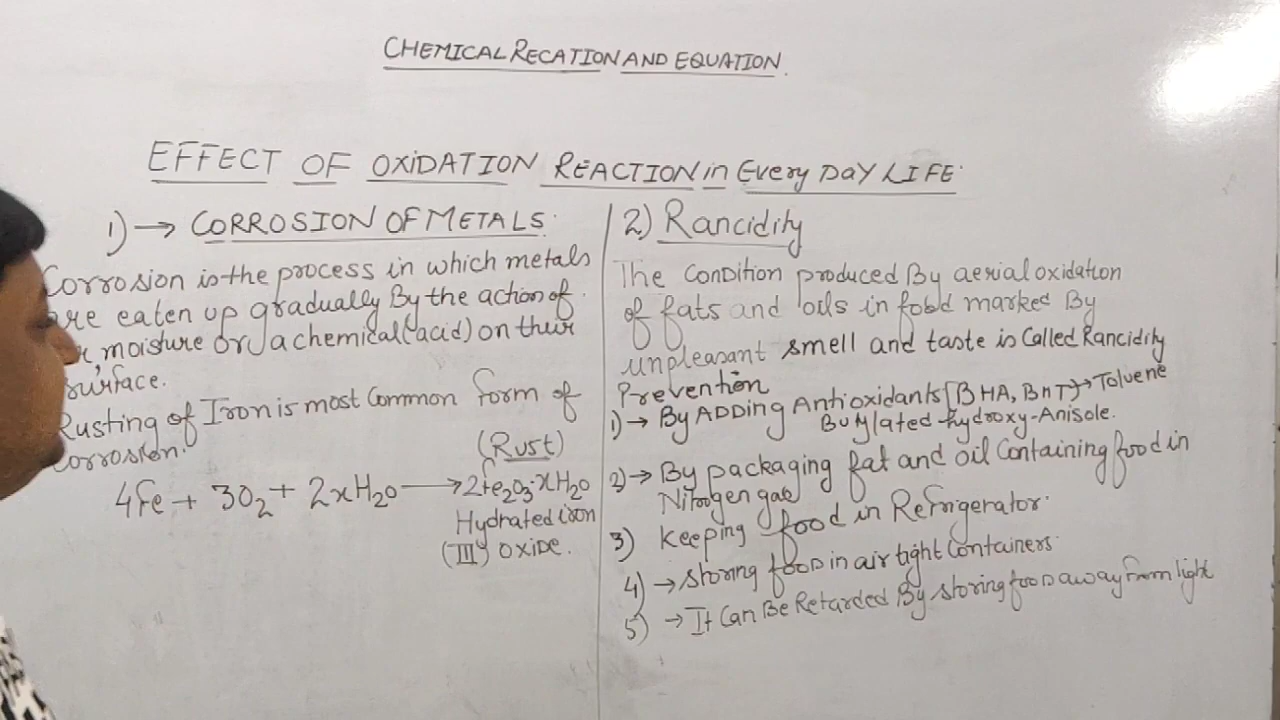 CHEMICAL RECATION AND EQUATION.
EFFECT OF OXIDATION REACTION in Every DAY LIFE.
1) → CORROSION OF METALS.
Corrosion is the process in which metals
are eaten up gradually By the action of
moisture or a chemical (acid) on their
surface.
Rusting of Iron is most Common form of
Corrosion.
(Rust)
4Fe + 3O2 + 2xH2O → 2Fe2O3.xH2O
Hydrated iron
(III) OXIDE.
2) Rancidity
The Condition produced By aerial oxidation
of fats and oils in food marked By
unpleasant smell and taste is Called Rancidity
Prevention
1) → By ADDING Antioxidants [BHA, BHT] → Toluene
Butylated-hydroxy-Anisole.
2) → By packaging fat and oil Containing food in
Nitrogen gas
3) Keeping food in Refrigerator.
4) → storing food in air tight Containers.
5) → It Can Be Retarded By storing food away from light